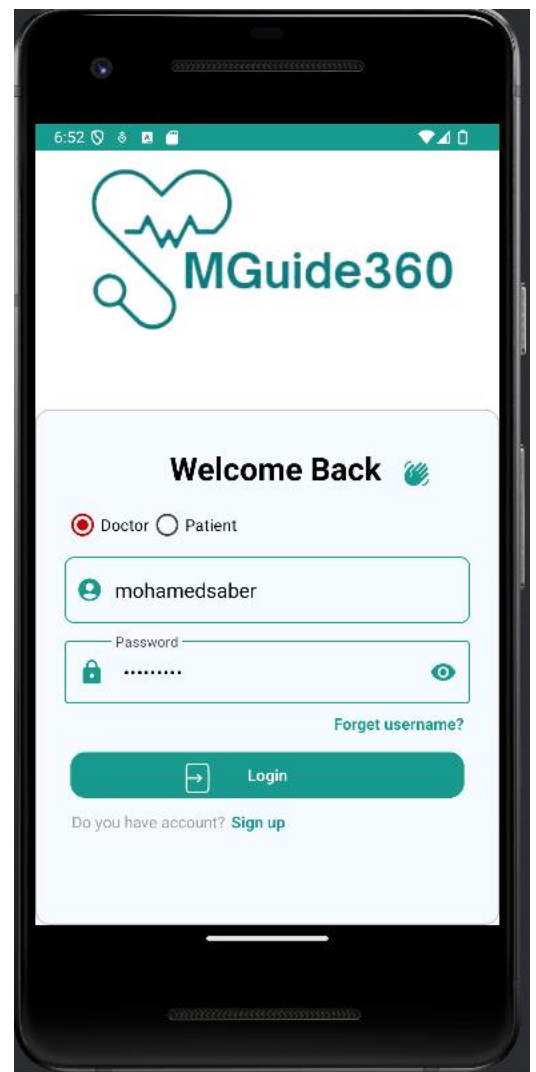 6:52
MGuide360
Welcome Back
Doctor Patient
mohamedsaber
Password
•••••••••
Forget username?
Login
Do you have account? Sign up